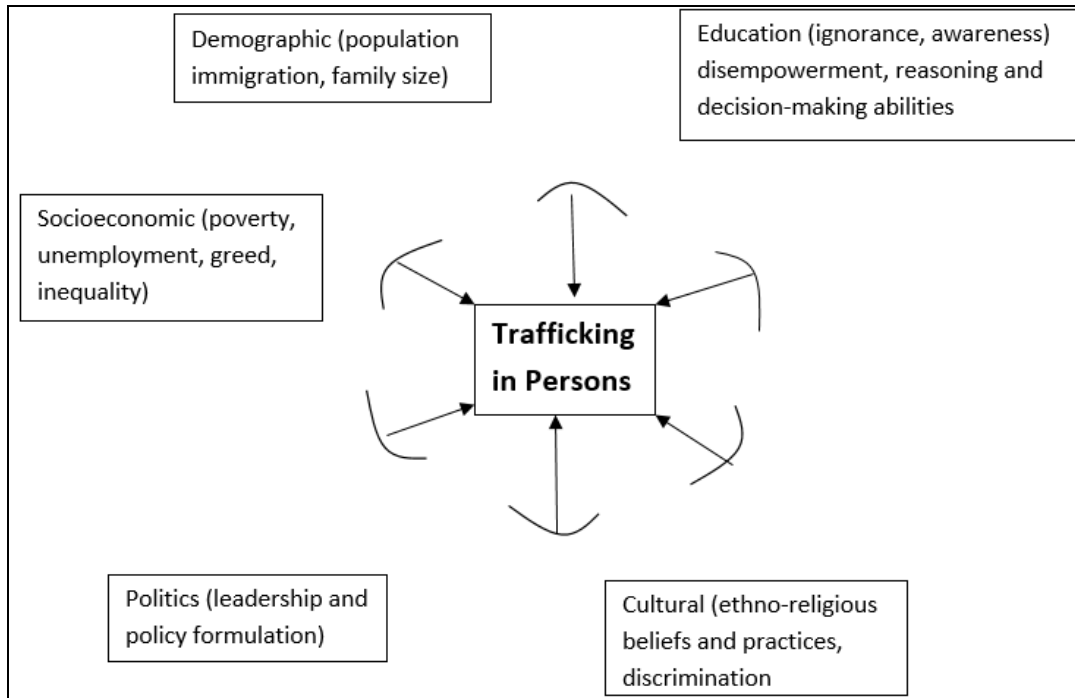 Demographic (population
immigration, family size)
Education (ignorance, awareness)
disempowerment, reasoning and
decision-making abilities
Socioeconomic (poverty,
unemployment, greed,
inequality)
Trafficking
in Persons
Politics (leadership and
policy formulation)
Cultural (ethno-religious
beliefs and practices,
discrimination